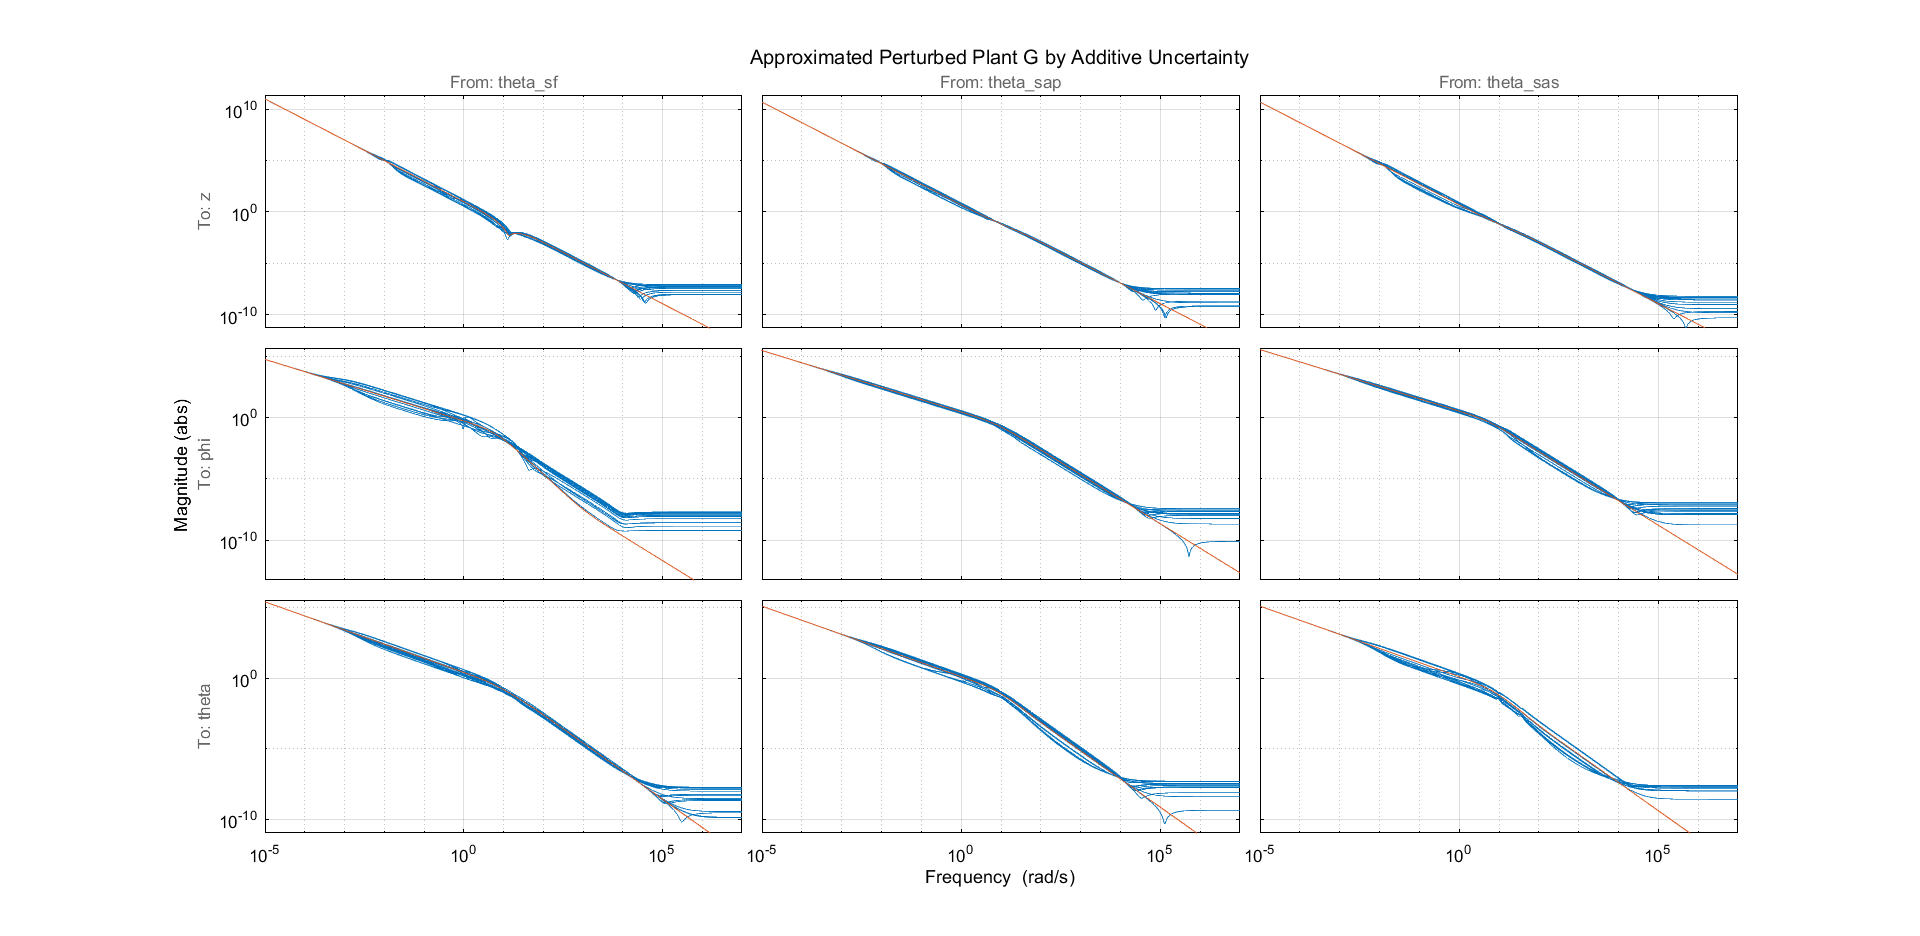 Approximated Perturbed Plant G by Additive Uncertainty
From: theta_sf
From: theta_sap
From: theta_sas
10^10
10^0
10^-10
To: z
10^0
10^-10
To: phi
Magnitude (abs)
10^0
10^-10
To: theta
10^-5
10^0
10^5
10^-5
10^0
10^5
10^-5
10^0
10^5
Frequency (rad/s)